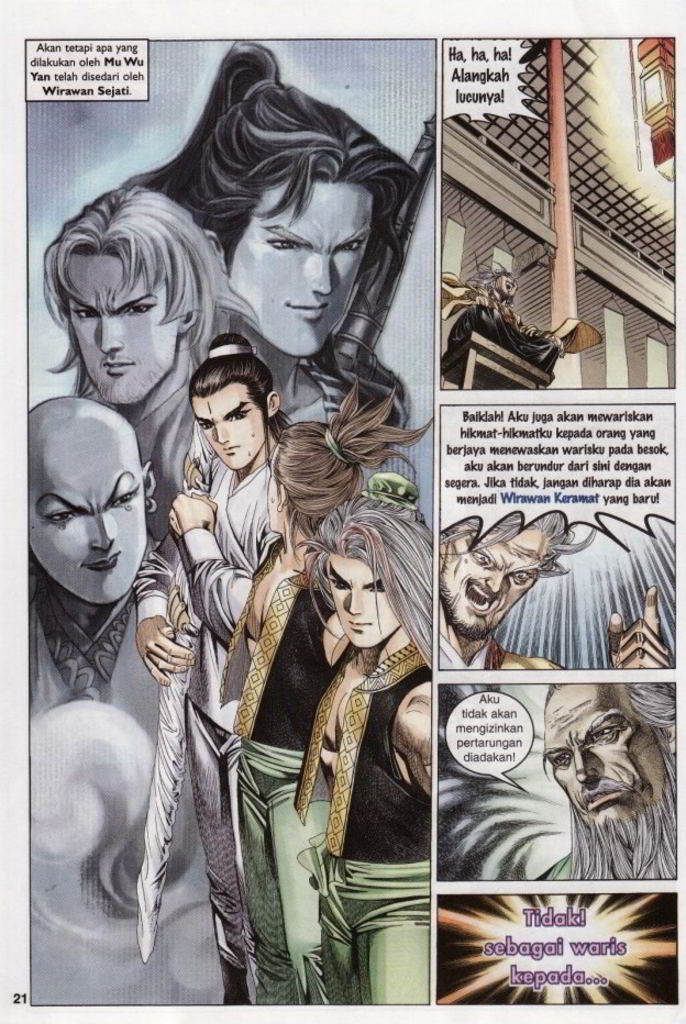 Akan tetapi apa yang
dilakukan oleh Mu Wu
Yan telah disedari oleh
Wirawan Sejati.
Ha, ha, ha!
Alangkah
lucunya!
Baiklah! Aku juga akan mewariskan
hikmat-hikmatku kepada orang yang
berjaya menewaskan warisku pada besok,
aku akan berundur dari sini dengan
segera. Jika tidak, jangan diharap dia akan
menjadi Wirawan Keramat yang baru!
Aku
tidak akan
mengizinkan
pertarungan
diadakan!
Tidak!
sebagai waris
kepada...
21